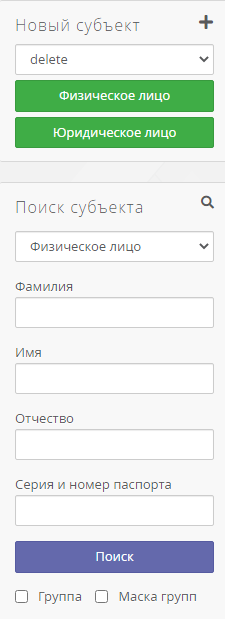 Новый субъект
delete
Физическое лицо
Юридическое лицо
Поиск субъекта
Физическое лицо
Фамилия
Имя
Отчество
Серия и номер паспорта
Поиск
Группа Маска групп